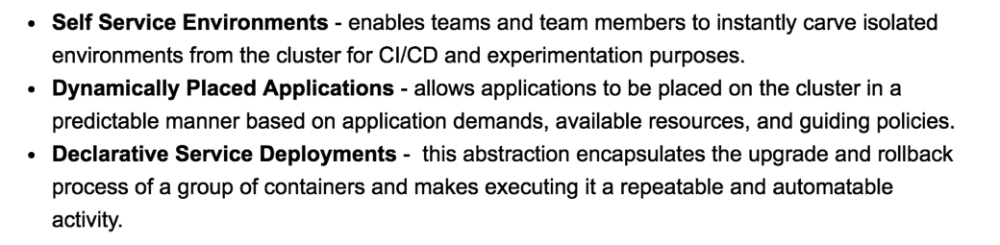 • Self Service Environments - enables teams and team members to instantly carve isolated
environments from the cluster for CI/CD and experimentation purposes.
• Dynamically Placed Applications - allows applications to be placed on the cluster in a
predictable manner based on application demands, available resources, and guiding policies.
• Declarative Service Deployments -  this abstraction encapsulates the upgrade and rollback
process of a group of containers and makes executing it a repeatable and automatable
activity.